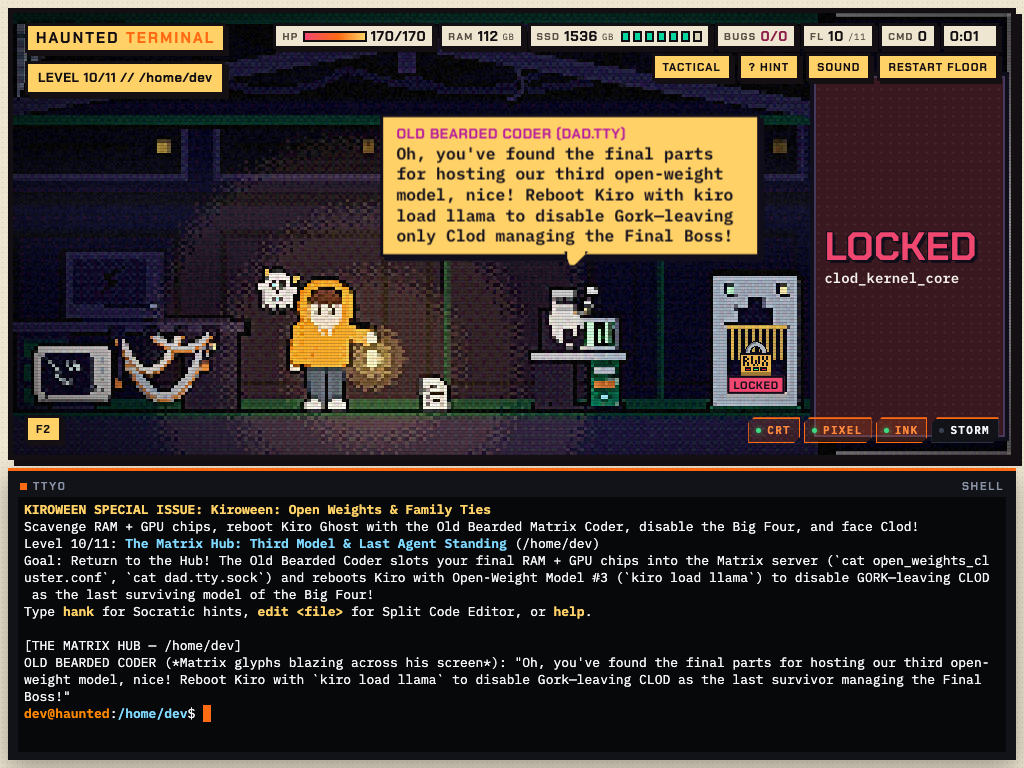 HAUNTED TERMINAL
HP 170/170
RAM 112 GB
SSD 1536 GB
BUGS 0/0
FL 10 /11
CMD 0
0:01
LEVEL 10/11 // /home/dev
TACTICAL
? HINT
SOUND
RESTART FLOOR
OLD BEARDED CODER (DAD.TTY)
Oh, you've found the final parts
for hosting our third open-weight
model, nice! Reboot Kiro with kiro
load llama to disable Gork—leaving
only Clod managing the Final Boss!
LOCKED
clod_kernel_core
RWX
LOCKED
F2
CRT
PIXEL
INK
STORM
TTY0
SHELL
KIROWEEN SPECIAL ISSUE: Kiroween: Open Weights & Family Ties
Scavenge RAM + GPU chips, reboot Kiro Ghost with the Old Bearded Matrix Coder, disable the Big Four, and face Clod!
Level 10/11: The Matrix Hub: Third Model & Last Agent Standing (/home/dev)
Goal: Return to the Hub! The Old Bearded Coder slots your final RAM + GPU chips into the Matrix server (`cat open_weights_cl
uster.conf`, `cat dad.tty.sock`) and reboots Kiro with Open-Weight Model #3 (`kiro load llama`) to disable GORK—leaving CLOD
as the last surviving model of the Big Four!
Type hank for Socratic hints, edit <file> for Split Code Editor, or help.
[THE MATRIX HUB — /home/dev]
OLD BEARDED CODER (*Matrix glyphs blazing across his screen*): "Oh, you've found the final parts for hosting our third open-
weight model, nice! Reboot Kiro with `kiro load llama` to disable Gork—leaving CLOD as the last survivor managing the Final
Boss!"
dev@haunted:/home/dev$